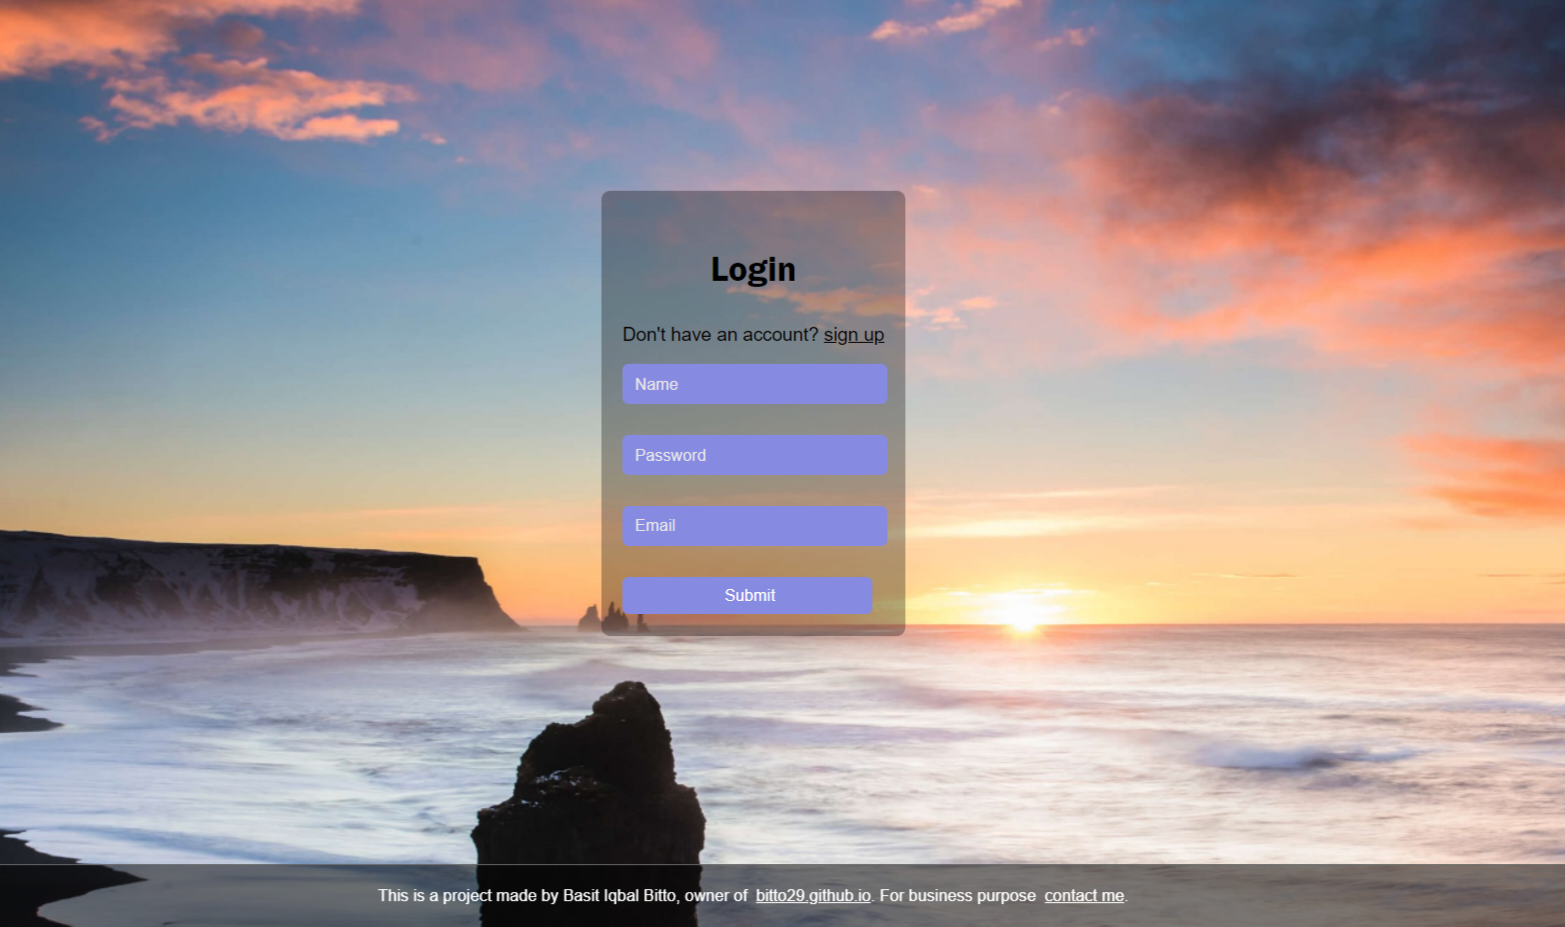 Login
Don't have an account? sign up
Name
Password
Email
Submit
This is a project made by Basit Iqbal Bitto, owner of bitto29.github.io. For business purpose contact me.